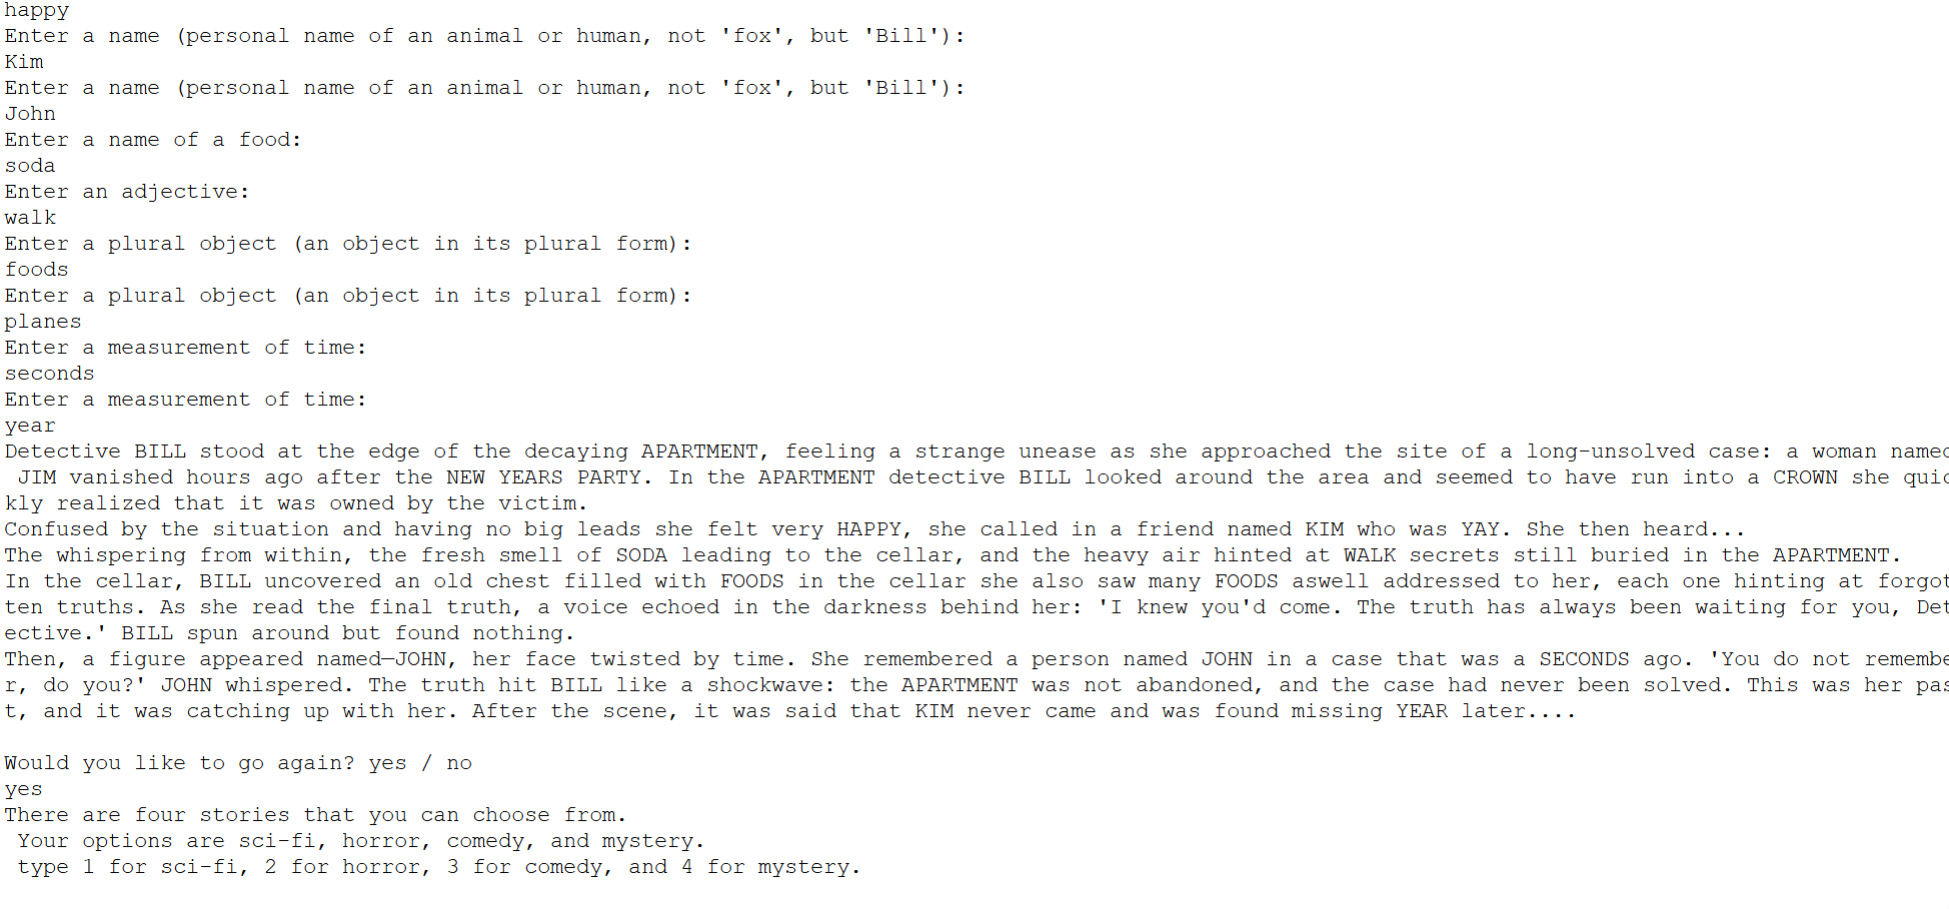 happy
Enter a name (personal name of an animal or human, not 'fox', but 'Bill'):
Kim
Enter a name (personal name of an animal or human, not 'fox', but 'Bill'):
John
Enter a name of a food:
soda
Enter an adjective:
walk
Enter a plural object (an object in its plural form):
foods
Enter a plural object (an object in its plural form):
planes
Enter a measurement of time:
seconds
Enter a measurement of time:
year
Detective BILL stood at the edge of the decaying APARTMENT, feeling a strange unease as she approached the site of a long-unsolved case: a woman named
 JIM vanished hours ago after the NEW YEARS PARTY. In the APARTMENT detective BILL looked around the area and seemed to have run into a CROWN she quic
kly realized that it was owned by the victim.
Confused by the situation and having no big leads she felt very HAPPY, she called in a friend named KIM who was YAY. She then heard...
The whispering from within, the fresh smell of SODA leading to the cellar, and the heavy air hinted at WALK secrets still buried in the APARTMENT.
In the cellar, BILL uncovered an old chest filled with FOODS in the cellar she also saw many FOODS aswell addressed to her, each one hinting at forgot
ten truths. As she read the final truth, a voice echoed in the darkness behind her: 'I knew you'd come. The truth has always been waiting for you, Det
ective.' BILL spun around but found nothing.
Then, a figure appeared named—JOHN, her face twisted by time. She remembered a person named JOHN in a case that was a SECONDS ago. 'You do not remembe
r, do you?' JOHN whispered. The truth hit BILL like a shockwave: the APARTMENT was not abandoned, and the case had never been solved. This was her pas
t, and it was catching up with her. After the scene, it was said that KIM never came and was found missing YEAR later....
Would you like to go again? yes / no
yes
There are four stories that you can choose from.
 Your options are sci-fi, horror, comedy, and mystery.
 type 1 for sci-fi, 2 for horror, 3 for comedy, and 4 for mystery.